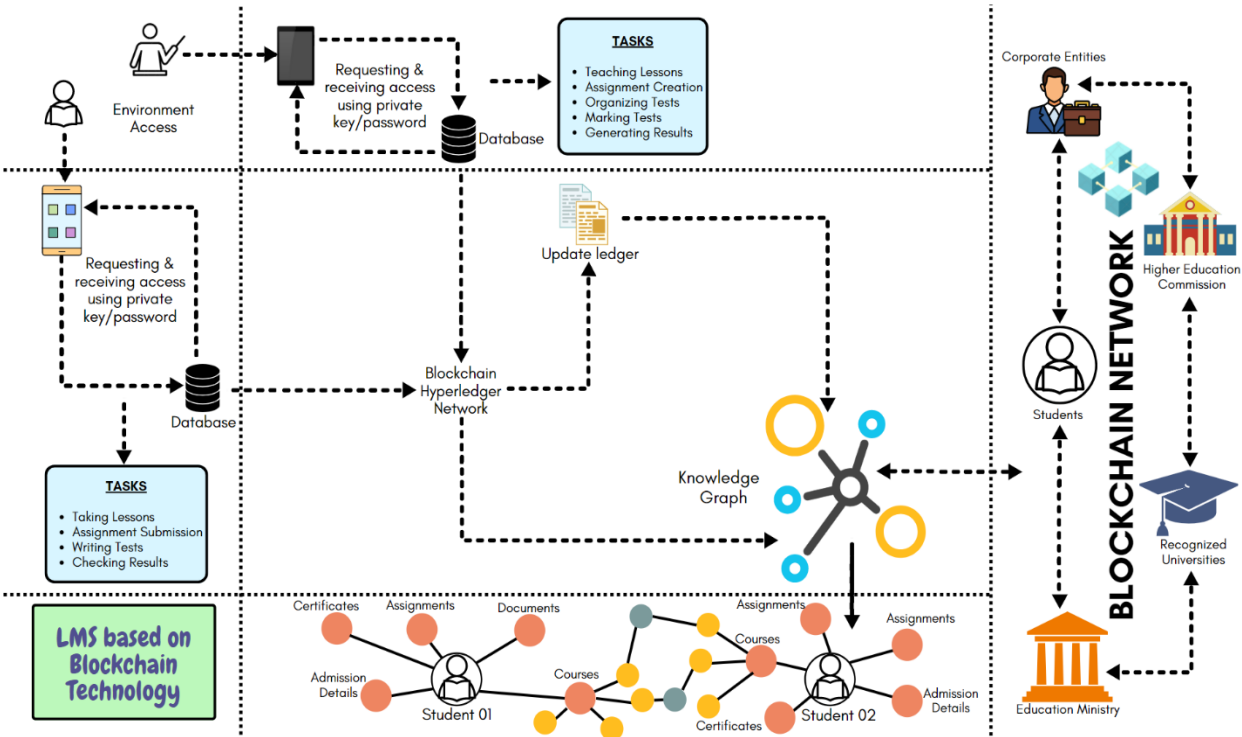 Environment
Access
Requesting &
receiving access
using private
key/password
Database
TASKS
• Teaching Lessons
• Assignment Creation
• Organizing Tests
• Marking Tests
• Generating Results
Corporate Entities
Higher Education
Commission
BLOCKCHAIN NETWORK
Students
Recognized
Universities
Education Ministry
Requesting &
receiving access
using private
key/password
Database
TASKS
• Taking Lessons
• Assignment Submission
• Writing Tests
• Checking Results
Update ledger
Blockchain
Hyperledger
Network
Knowledge
Graph
LMS based on
Blockchain
Technology
Certificates
Assignments
Documents
Admission
Details
Student 01
Courses
Assignments
Courses
Assignments
Certificates
Student 02
Admission
Details